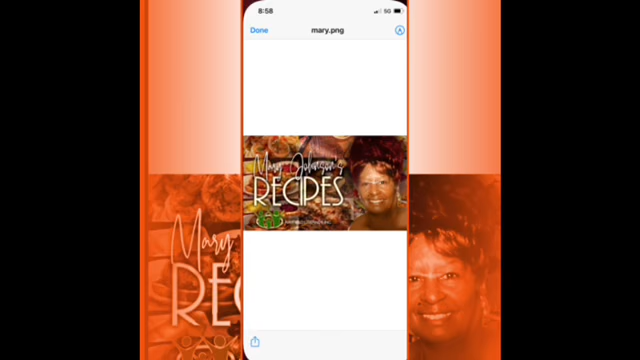 8:58
5G
Done
mary.png
Mary Johnson's
RECIPES
Mary
REC